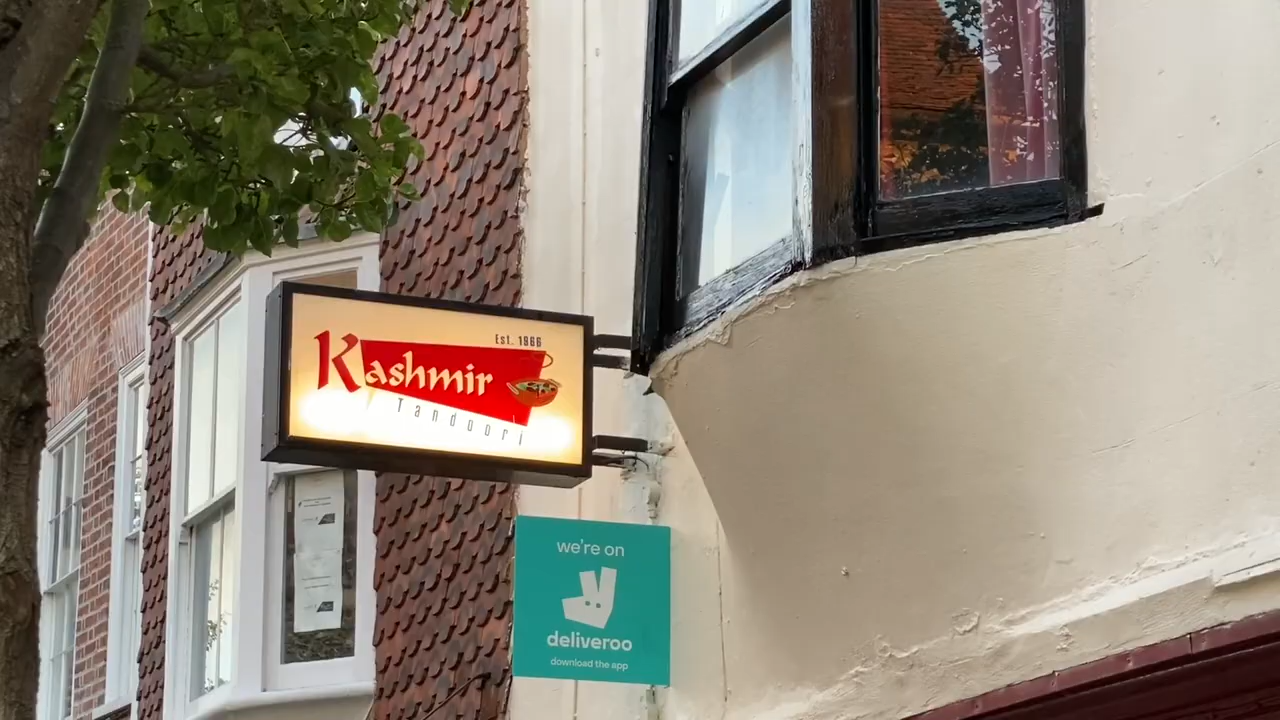 Est. 1966
Kashmir
Tandoori
we're on
deliveroo
download the app